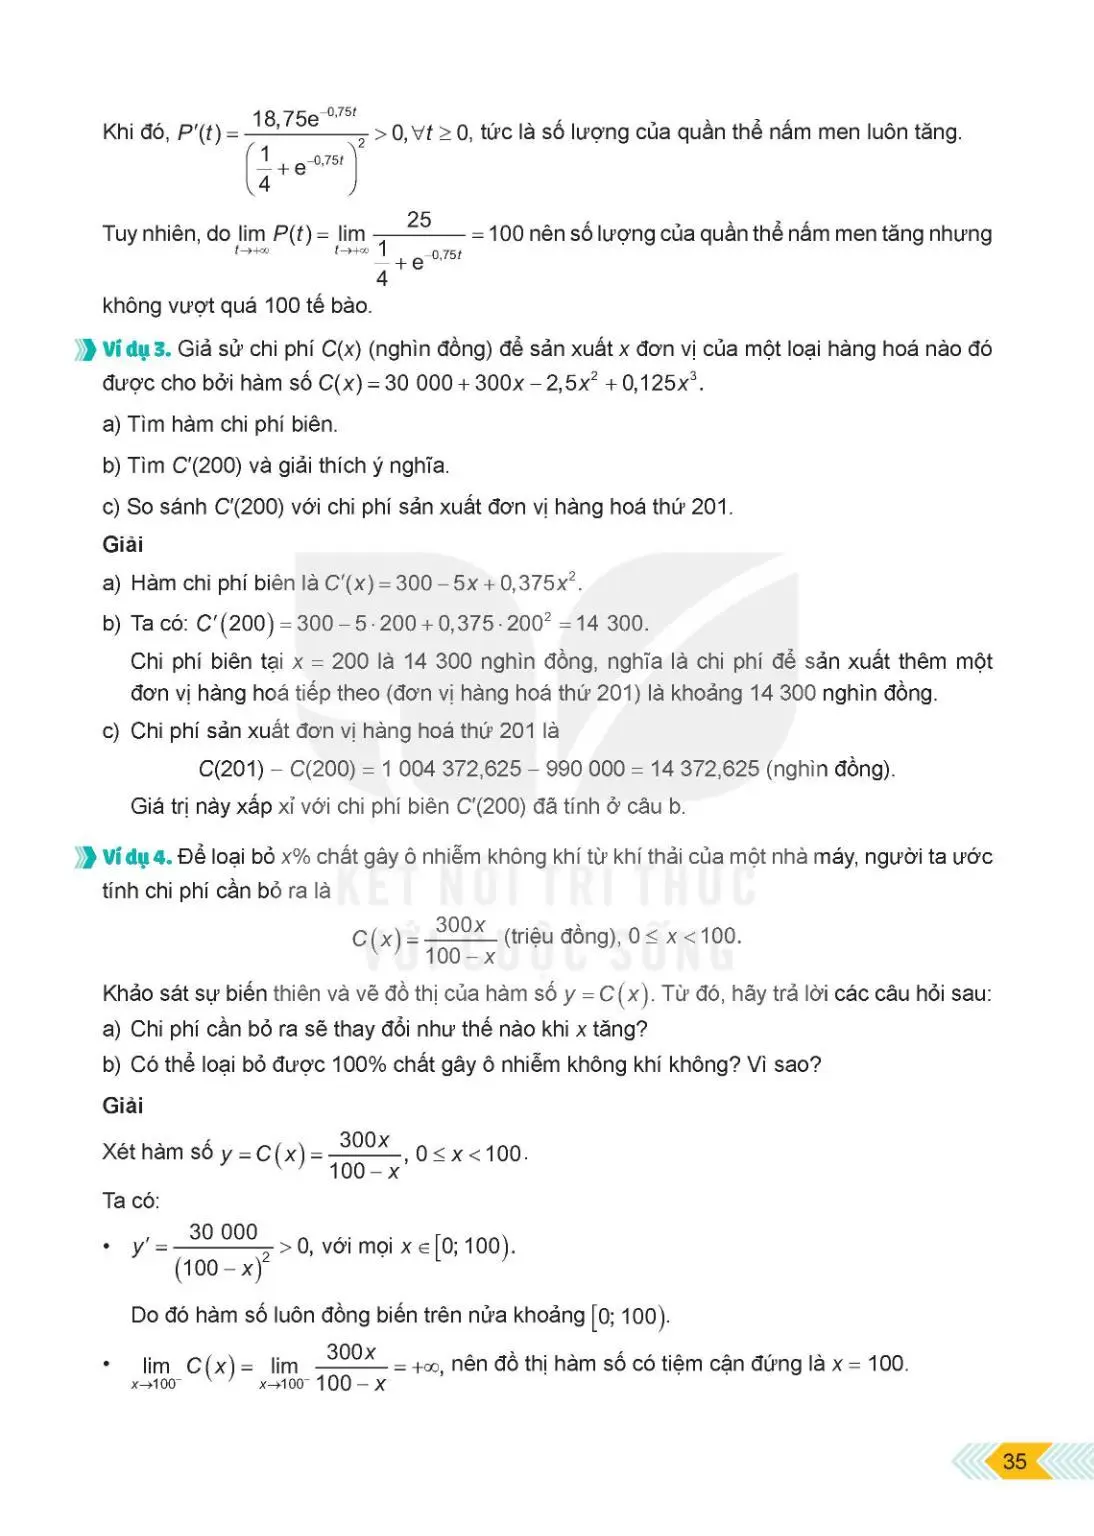 Khi đó, P′(t) = 18,75e^(−0,75t) / (1/4 + e^(−0,75t))² > 0, ∀t ≥ 0, tức là số lượng của quần thể nấm men luôn tăng.
Tuy nhiên, do lim_(t→+∞) P(t) = lim_(t→+∞) 25 / (1/4 + e^(−0,75t)) = 100 nên số lượng của quần thể nấm men tăng nhưng
không vượt quá 100 tế bào.
Ví dụ 3. Giả sử chi phí C(x) (nghìn đồng) để sản xuất x đơn vị của một loại hàng hoá nào đó
được cho bởi hàm số C(x) = 30 000 + 300x − 2,5x² + 0,125x³.
a) Tìm hàm chi phí biên.
b) Tìm C′(200) và giải thích ý nghĩa.
c) So sánh C′(200) với chi phí sản xuất đơn vị hàng hoá thứ 201.
Giải
a) Hàm chi phí biên là C′(x) = 300 − 5x + 0,375x².
b) Ta có: C′(200) = 300 − 5 · 200 + 0,375 · 200² = 14 300.
Chi phí biên tại x = 200 là 14 300 nghìn đồng, nghĩa là chi phí để sản xuất thêm một
đơn vị hàng hoá tiếp theo (đơn vị hàng hoá thứ 201) là khoảng 14 300 nghìn đồng.
c) Chi phí sản xuất đơn vị hàng hoá thứ 201 là
C(201) − C(200) = 1 004 372,625 − 990 000 = 14 372,625 (nghìn đồng).
Giá trị này xấp xỉ với chi phí biên C′(200) đã tính ở câu b.
Ví dụ 4. Để loại bỏ x% chất gây ô nhiễm không khí từ khí thải của một nhà máy, người ta ước
tính chi phí cần bỏ ra là
KẾT NỐI TRI THỨC
C(x) = 300x / (100 − x) (triệu đồng), 0 ≤ x < 100.
VỚI CUỘC SỐNG
Khảo sát sự biến thiên và vẽ đồ thị của hàm số y = C(x). Từ đó, hãy trả lời các câu hỏi sau:
a) Chi phí cần bỏ ra sẽ thay đổi như thế nào khi x tăng?
b) Có thể loại bỏ được 100% chất gây ô nhiễm không khí không? Vì sao?
Giải
Xét hàm số y = C(x) = 300x / (100 − x), 0 ≤ x < 100.
Ta có:
• y′ = 30 000 / (100 − x)² > 0, với mọi x ∈ [0; 100).
Do đó hàm số luôn đồng biến trên nửa khoảng [0; 100).
• lim_(x→100⁻) C(x) = lim_(x→100⁻) 300x / (100 − x) = +∞, nên đồ thị hàm số có tiệm cận đứng là x = 100.
35